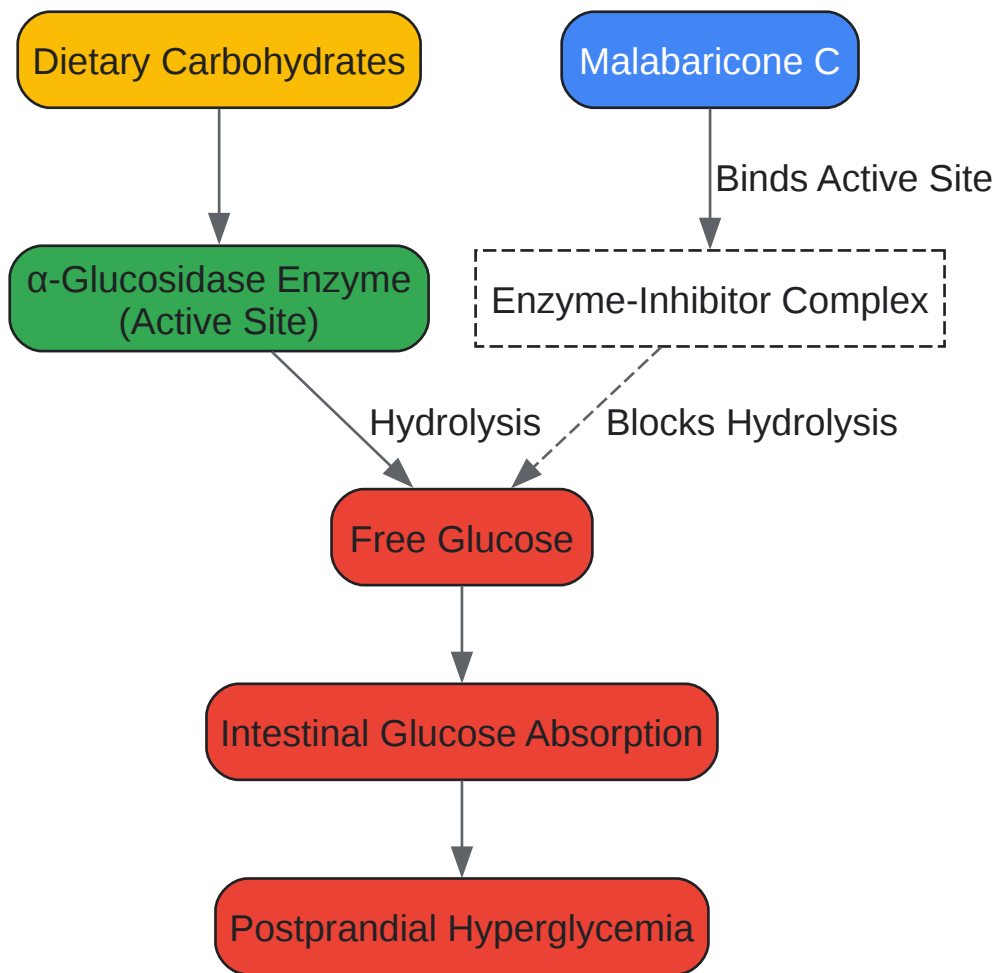 Dietary Carbohydrates
Malabaricone C
Binds Active Site
α-Glucosidase Enzyme
(Active Site)
Enzyme-Inhibitor Complex
Hydrolysis
Blocks Hydrolysis
Free Glucose
Intestinal Glucose Absorption
Postprandial Hyperglycemia